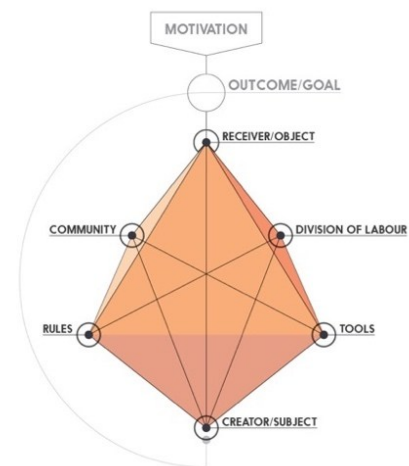 MOTIVATION
OUTCOME/GOAL
RECEIVER/OBJECT
COMMUNITY
DIVISION OF LABOUR
RULES
TOOLS
CREATOR/SUBJECT